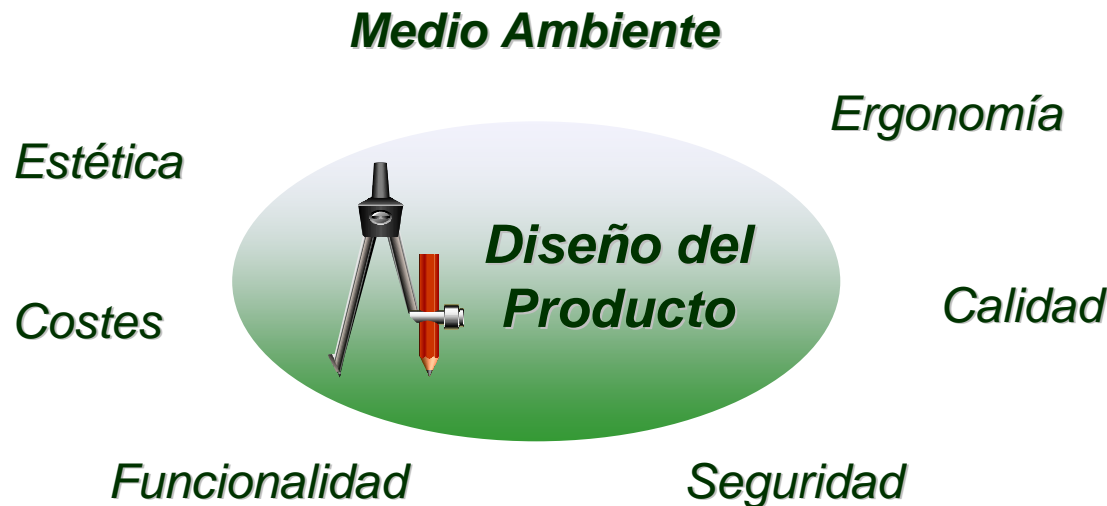 Medio Ambiente
Ergonomía
Estética
Diseño del
Producto
Costes
Calidad
Funcionalidad
Seguridad